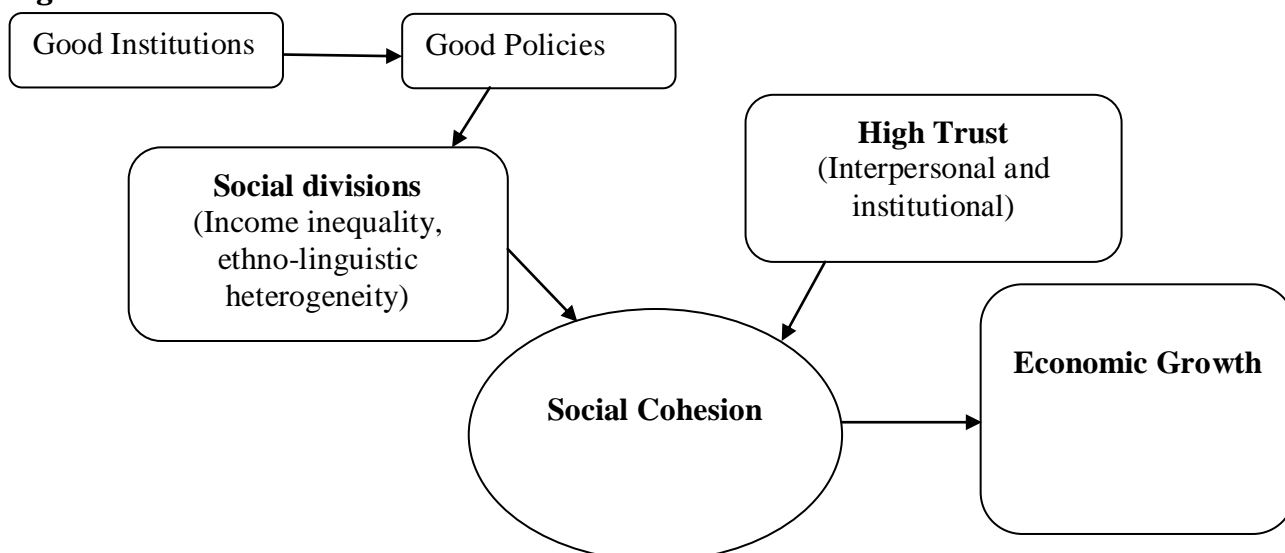 Good Institutions
Good Policies
High Trust
(Interpersonal and
institutional)
Social divisions
(Income inequality,
ethno-linguistic
heterogeneity)
Economic Growth
Social Cohesion